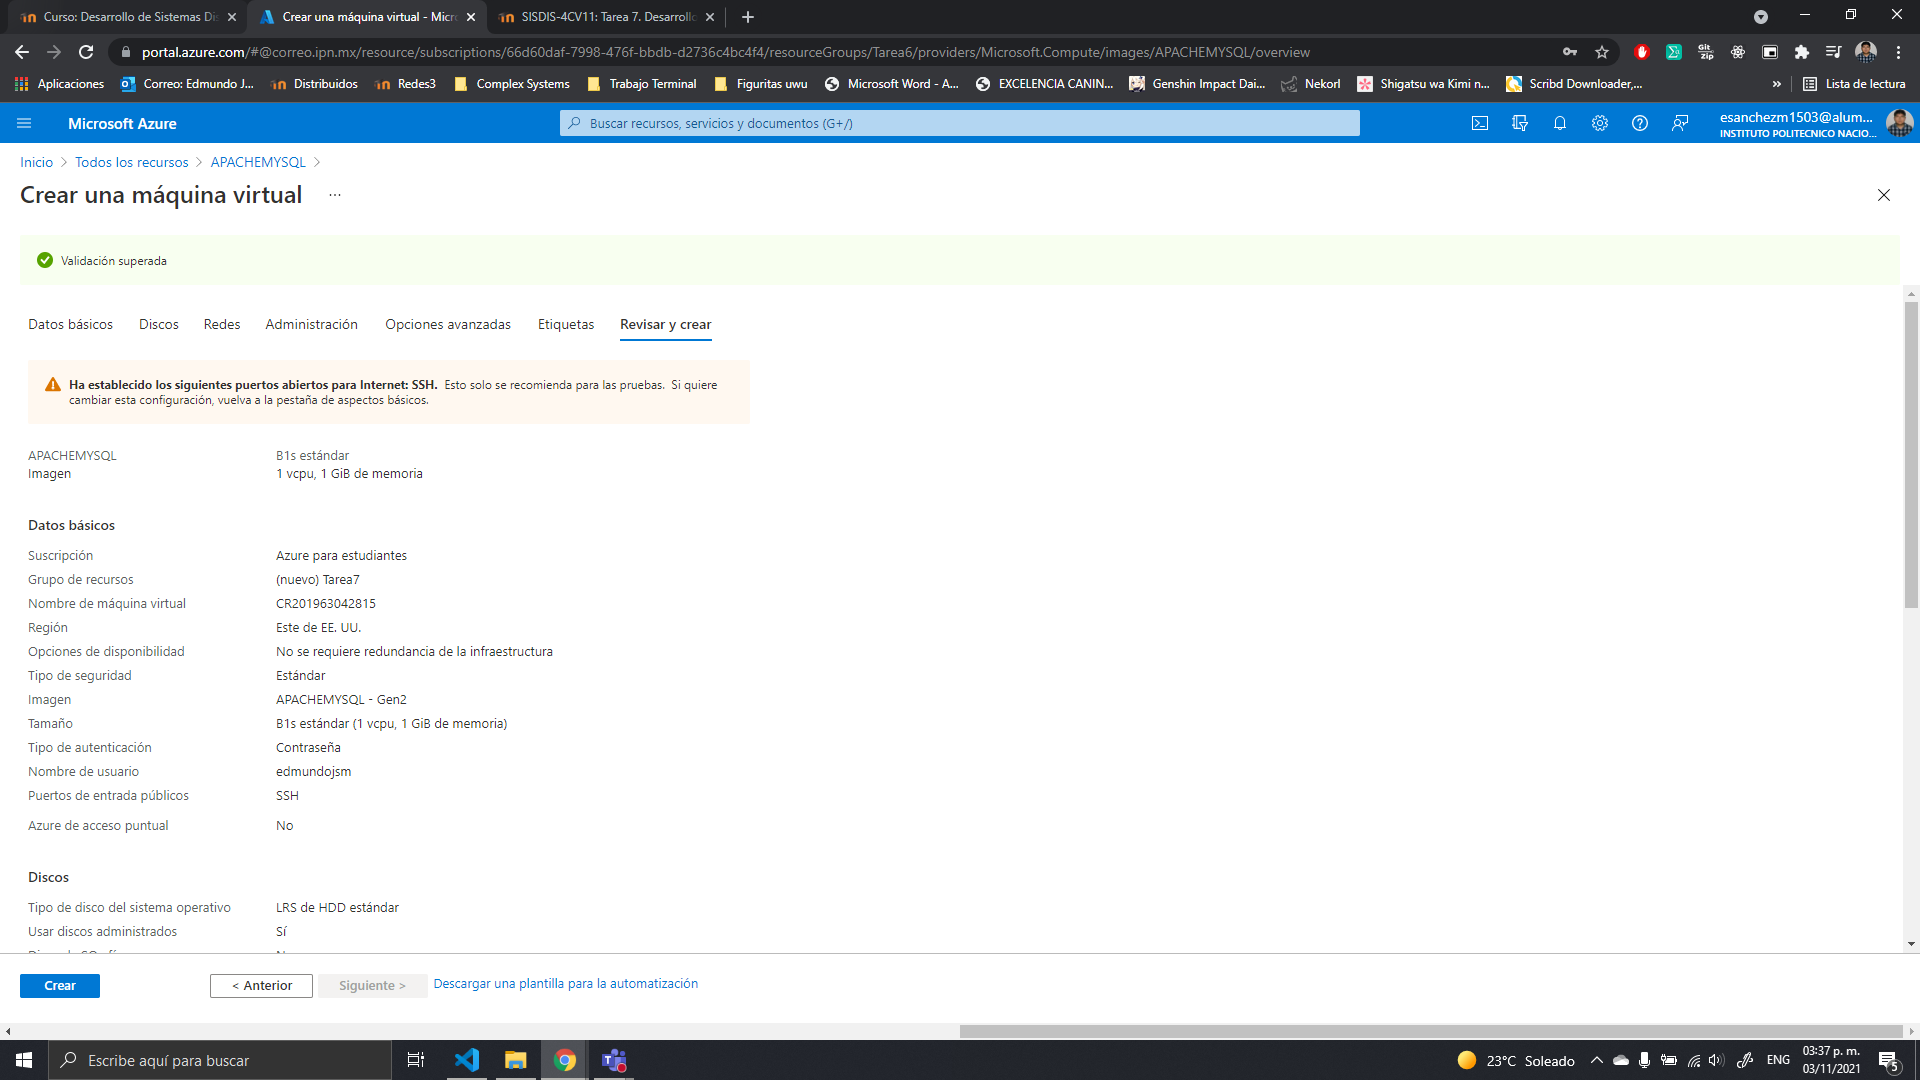 Curso: Desarrollo de Sistemas Dis
Crear una máquina virtual - Micro
SISDIS-4CV11: Tarea 7. Desarrollo
portal.azure.com/#@correo.ipn.mx/resource/subscriptions/66d60daf-7998-476f-bbdb-d2736c4bc4f4/resourceGroups/Tarea6/providers/Microsoft.Compute/images/APACHEMYSQL/overview
Aplicaciones
Correo: Edmundo J...
Distribuidos
Redes3
Complex Systems
Trabajo Terminal
Figuritas uwu
Microsoft Word - A...
EXCELENCIA CANIN...
Genshin Impact Dai...
Nekorl
Shigatsu wa Kimi n...
Scribd Downloader,...
»
Lista de lectura
Microsoft Azure
Buscar recursos, servicios y documentos (G+/)
esanchezm1503@alum...
INSTITUTO POLITECNICO NACIO...
Inicio > Todos los recursos > APACHEMYSQL >
Crear una máquina virtual ...
Validación superada
Datos básicos Discos Redes Administración Opciones avanzadas Etiquetas Revisar y crear
Ha establecido los siguientes puertos abiertos para Internet: SSH. Esto solo se recomienda para las pruebas. Si quiere
cambiar esta configuración, vuelva a la pestaña de aspectos básicos.
APACHEMYSQL B1s estándar
Imagen 1 vcpu, 1 GiB de memoria
Datos básicos
Suscripción Azure para estudiantes
Grupo de recursos (nuevo) Tarea7
Nombre de máquina virtual CR201963042815
Región Este de EE. UU.
Opciones de disponibilidad No se requiere redundancia de la infraestructura
Tipo de seguridad Estándar
Imagen APACHEMYSQL - Gen2
Tamaño B1s estándar (1 vcpu, 1 GiB de memoria)
Tipo de autenticación Contraseña
Nombre de usuario edmundojsm
Puertos de entrada públicos SSH
Azure de acceso puntual No
Discos
Tipo de disco del sistema operativo LRS de HDD estándar
Usar discos administrados Sí
Crear
< Anterior
Siguiente >
Descargar una plantilla para la automatización
Escribe aquí para buscar
23°C Soleado
ENG
03:37 p. m.
03/11/2021
5